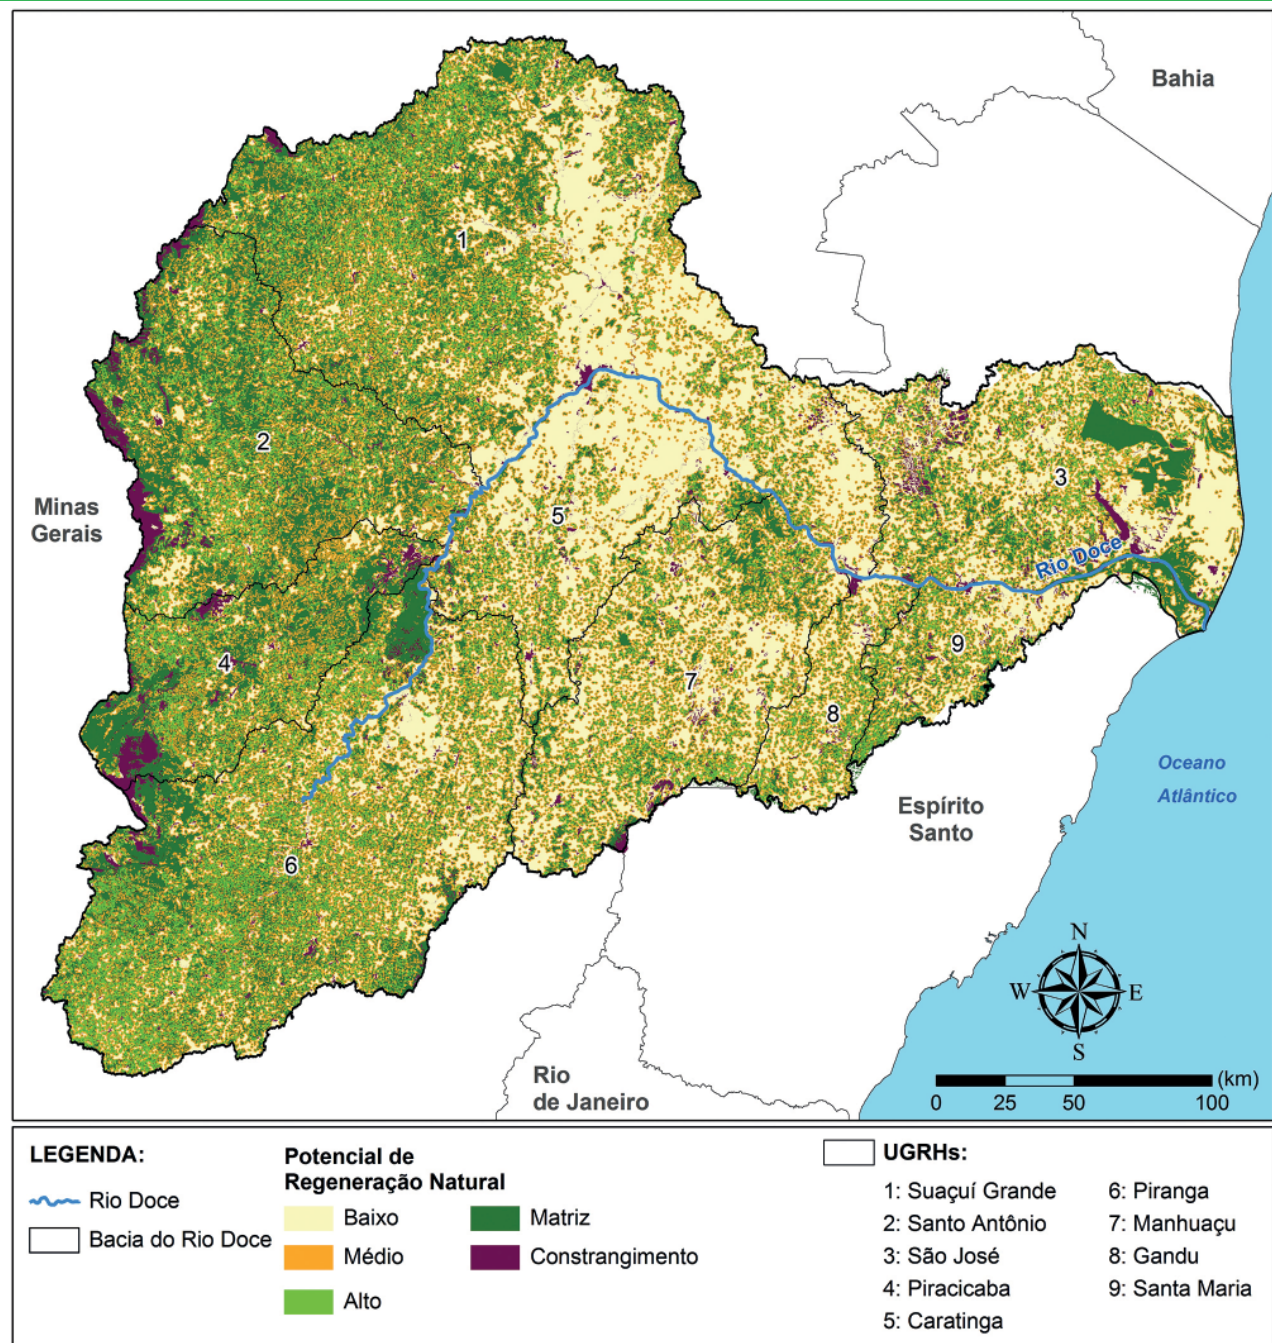 Bahia
1
2
Minas
Gerais
3
5
Rio Doce
4
9
7
8
Oceano
Atlântico
Espírito
Santo
6
N
W
E
S
Rio
de Janeiro
(km)
0 25 50 100
LEGENDA:
Rio Doce
Bacia do Rio Doce
Potencial de
Regeneração Natural
Baixo
Médio
Alto
Matriz
Constrangimento
UGRHs:
1: Suaçuí Grande
2: Santo Antônio
3: São José
4: Piracicaba
5: Caratinga
6: Piranga
7: Manhuaçu
8: Gandu
9: Santa Maria